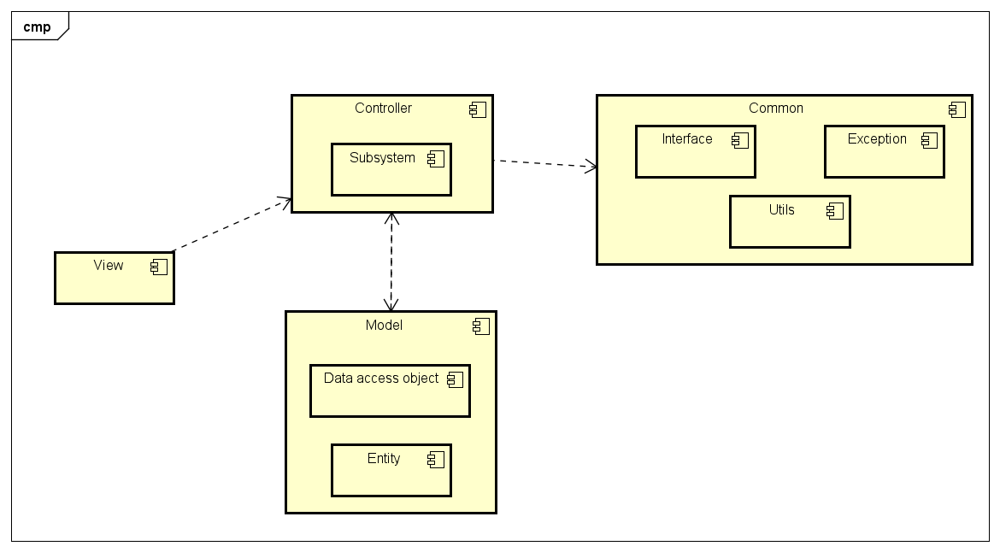 cmp
Controller
Subsystem
Common
Interface
Exception
Utils
View
Model
Data access object
Entity